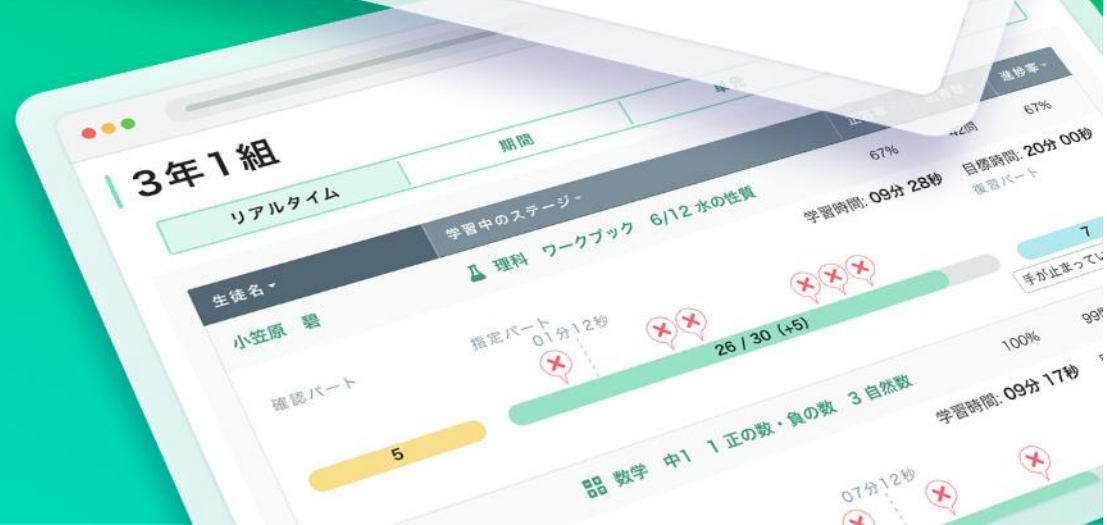 3年1組
リアルタイム
期間
単元
生徒名
学習中のステージ
進捗率
小笠原 碧
理科 ワークブック 6/12 水の性質
67%
42問
67%
学習時間: 09分 28秒
目標時間: 20分 00秒
確認パート
指定パート
復習パート
01分12秒
5
26 / 30 (+5)
7
手が止まってい
数学 中1 1 正の数・負の数 3 自然数
100%
学習時間: 09分 17秒
07分12秒